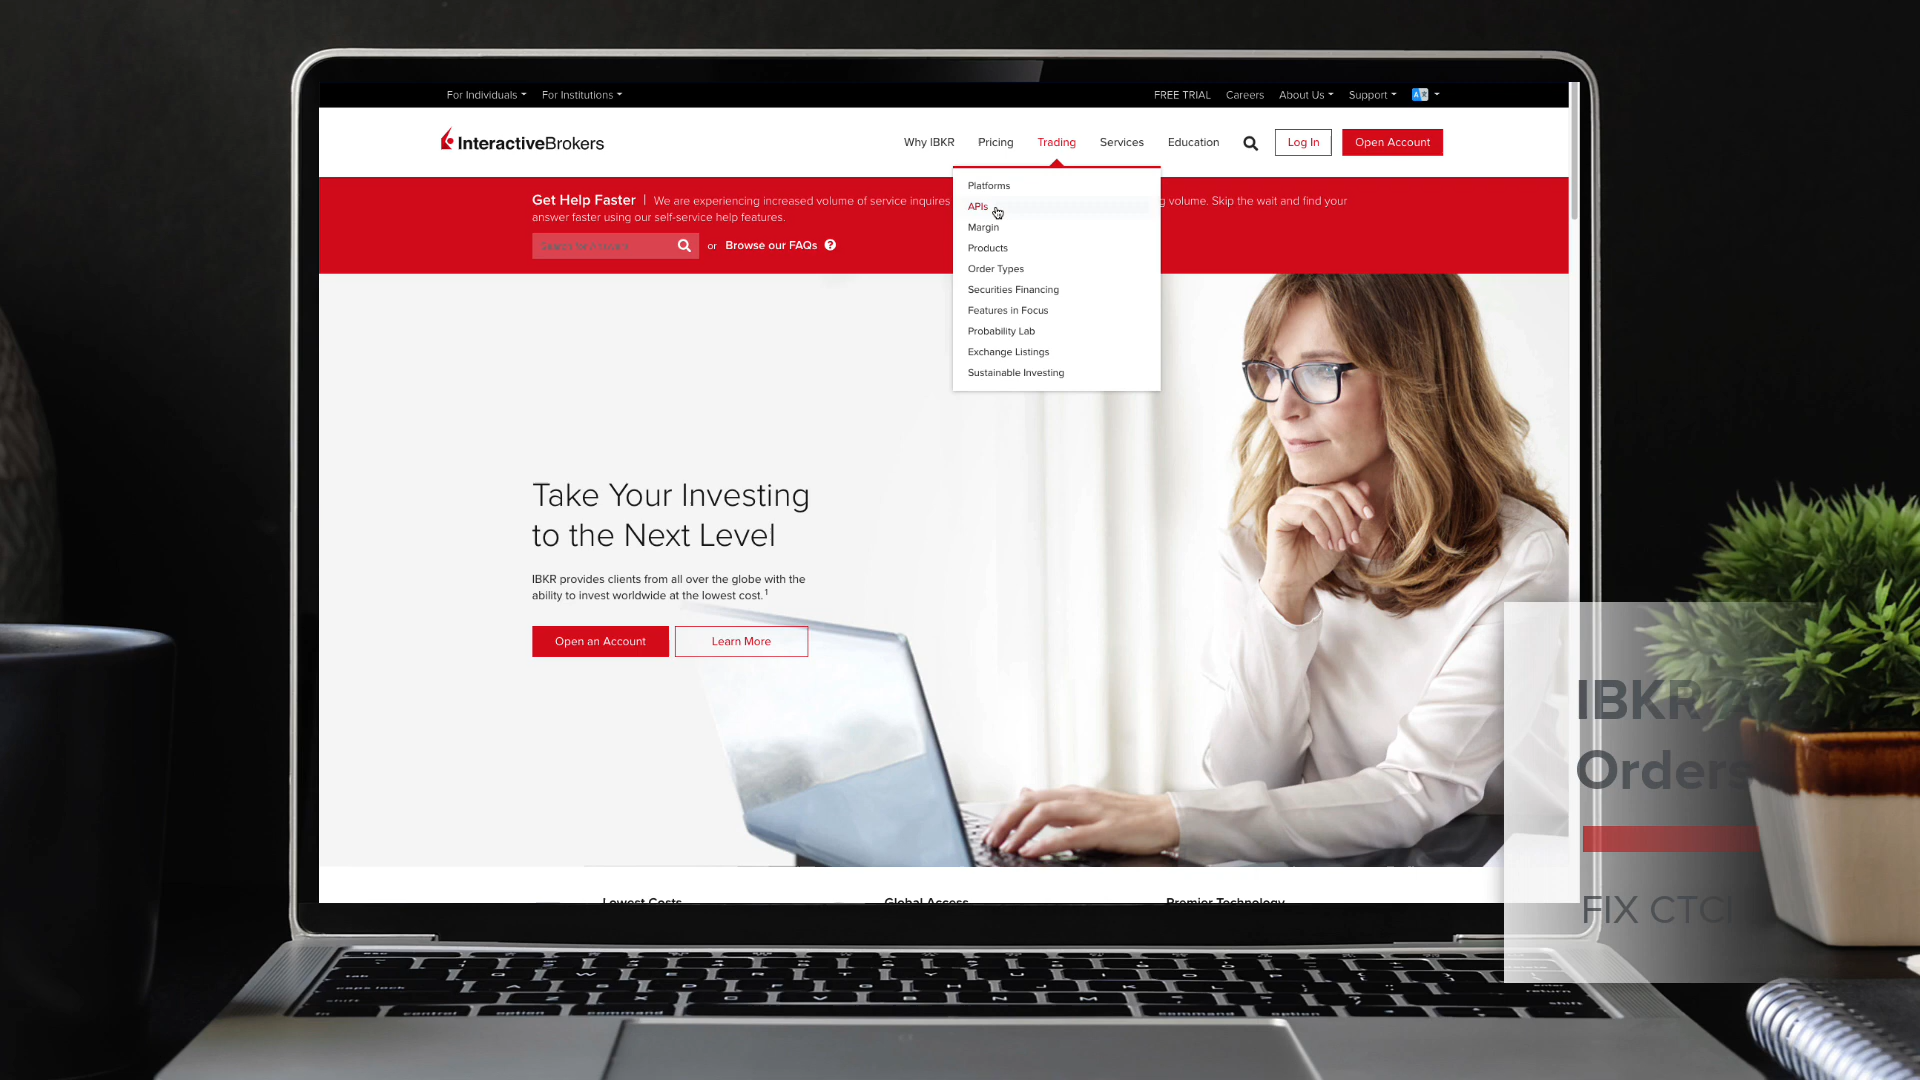 For Individuals
For Institutions
FREE TRIAL
Careers
About Us
Support
InteractiveBrokers
Why IBKR
Pricing
Trading
Services
Education
Log In
Open Account
Platforms
APIs
Margin
Products
Order Types
Securities Financing
Features in Focus
Probability Lab
Exchange Listings
Sustainable Investing
Get Help Faster | We are experiencing increased volume of service inquires
volume. Skip the wait and find your
answer faster using our self-service help features.
Search for Answers
or Browse our FAQs
Take Your Investing
to the Next Level
IBKR provides clients from all over the globe with the
ability to invest worldwide at the lowest cost.1
Open an Account
Learn More
Lowest Costs
Global Access
Premier Technology
IBKR
Orders
FIX CTCI